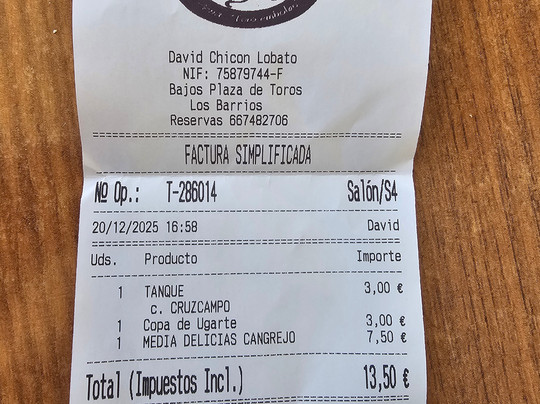 David Chicon Lobato
NIF: 75879744-F
Bajos Plaza de Toros
Los Barrios
Reservas 667482706
FACTURA SIMPLIFICADA
Nº Op.: T-286014 Salón/S4
20/12/2025 16:58 David
Uds. Producto Importe
1 TANQUE 3,00 €
c. CRUZCAMPO
1 Copa de Ugarte 3,00 €
1 MEDIA DELICIAS CANGREJO 7,50 €
Total (Impuestos Incl.) 13,50 €